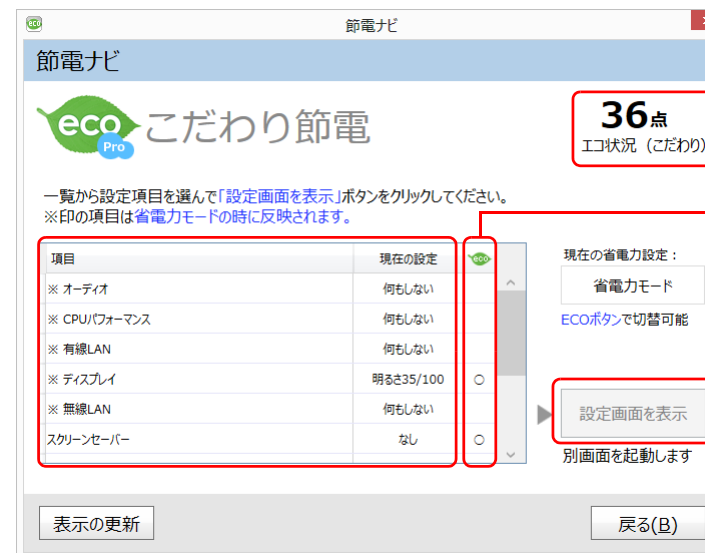 eco 節電ナビ x
節電ナビ
eco Pro こだわり節電
36点
エコ状況（こだわり）
一覧から設定項目を選んで「設定画面を表示」ボタンをクリックしてください。
※印の項目は省電力モードの時に反映されます。
項目 現在の設定 eco
※ オーディオ 何もしない
※ CPUパフォーマンス 何もしない
※ 有線LAN 何もしない
※ ディスプレイ 明るさ35/100 ○
※ 無線LAN 何もしない
スクリーンセーバー なし ○
現在の省電力設定：
省電力モード
ECOボタンで切替可能
設定画面を表示
別画面を起動します
表示の更新 戻る(B)